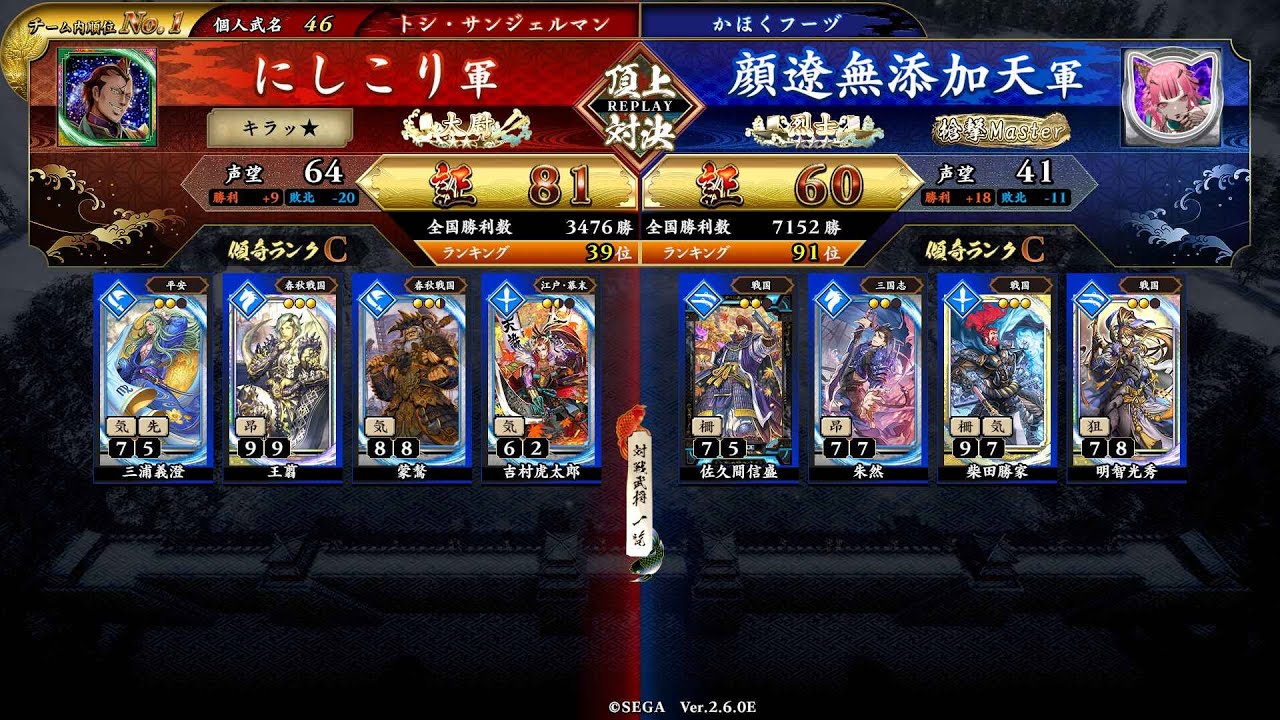 チーム内順位 No.1
個人武名 46
トシ・サンジェルマン
かほくフーヅ
にしこり軍
顔遼無添加天軍
頂上
REPLAY
対決
キラッ★
太尉
烈士
槍撃Master
声望 64
勝利 +9 敗北 -20
証 81
証 60
声望 41
勝利 +18 敗北 -11
全国勝利数 3476勝
全国勝利数 7152勝
ランキング 39位
ランキング 91位
傾奇ランクC
傾奇ランクC
平安
春秋戦国
春秋戦国
江戸・幕末
戦国
三国志
戦国
戦国
天誅
気 先
昂
気
気
柵
昂
柵 気
狙
7 5
9 9
8 8
6 2
7 5
7 7
9 7
7 8
三浦義澄
王翦
蒙驁
吉村虎太郎
佐久間信盛
朱然
柴田勝家
明智光秀
対戦武将一覧
©SEGA Ver.2.6.0E